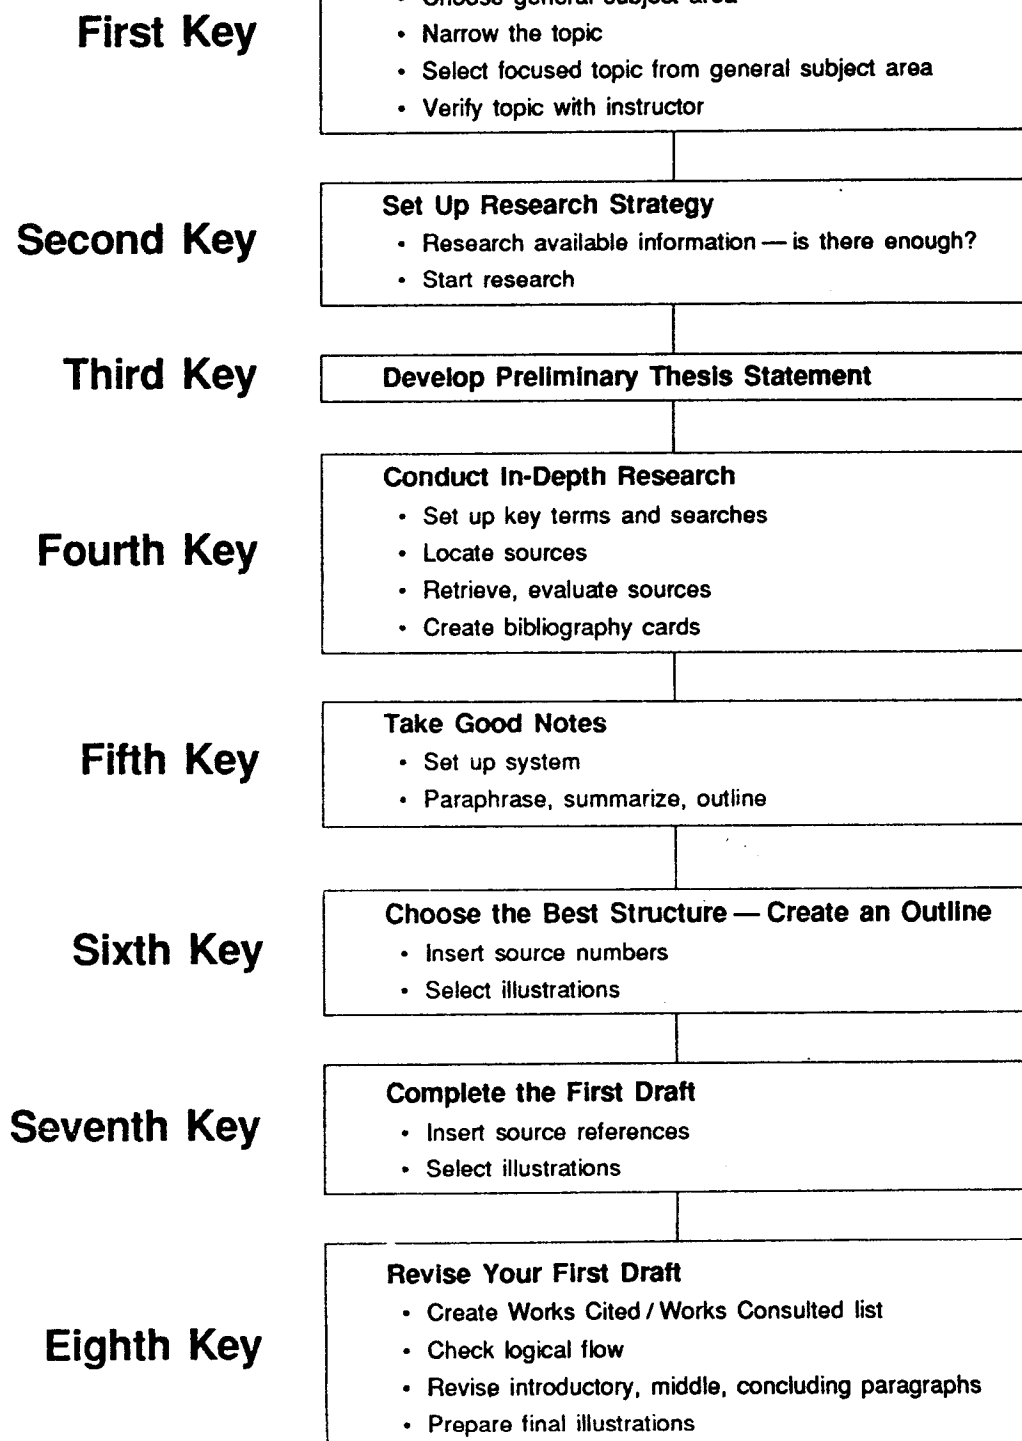 • Choose general subject area
First Key
• Narrow the topic
• Select focused topic from general subject area
• Verify topic with instructor
Second Key
Set Up Research Strategy
• Research available information — is there enough?
• Start research
Third Key
Develop Preliminary Thesis Statement
Fourth Key
Conduct In-Depth Research
• Set up key terms and searches
• Locate sources
• Retrieve, evaluate sources
• Create bibliography cards
Fifth Key
Take Good Notes
• Set up system
• Paraphrase, summarize, outline
Sixth Key
Choose the Best Structure — Create an Outline
• Insert source numbers
• Select illustrations
Seventh Key
Complete the First Draft
• Insert source references
• Select illustrations
Eighth Key
Revise Your First Draft
• Create Works Cited / Works Consulted list
• Check logical flow
• Revise introductory, middle, concluding paragraphs
• Prepare final illustrations